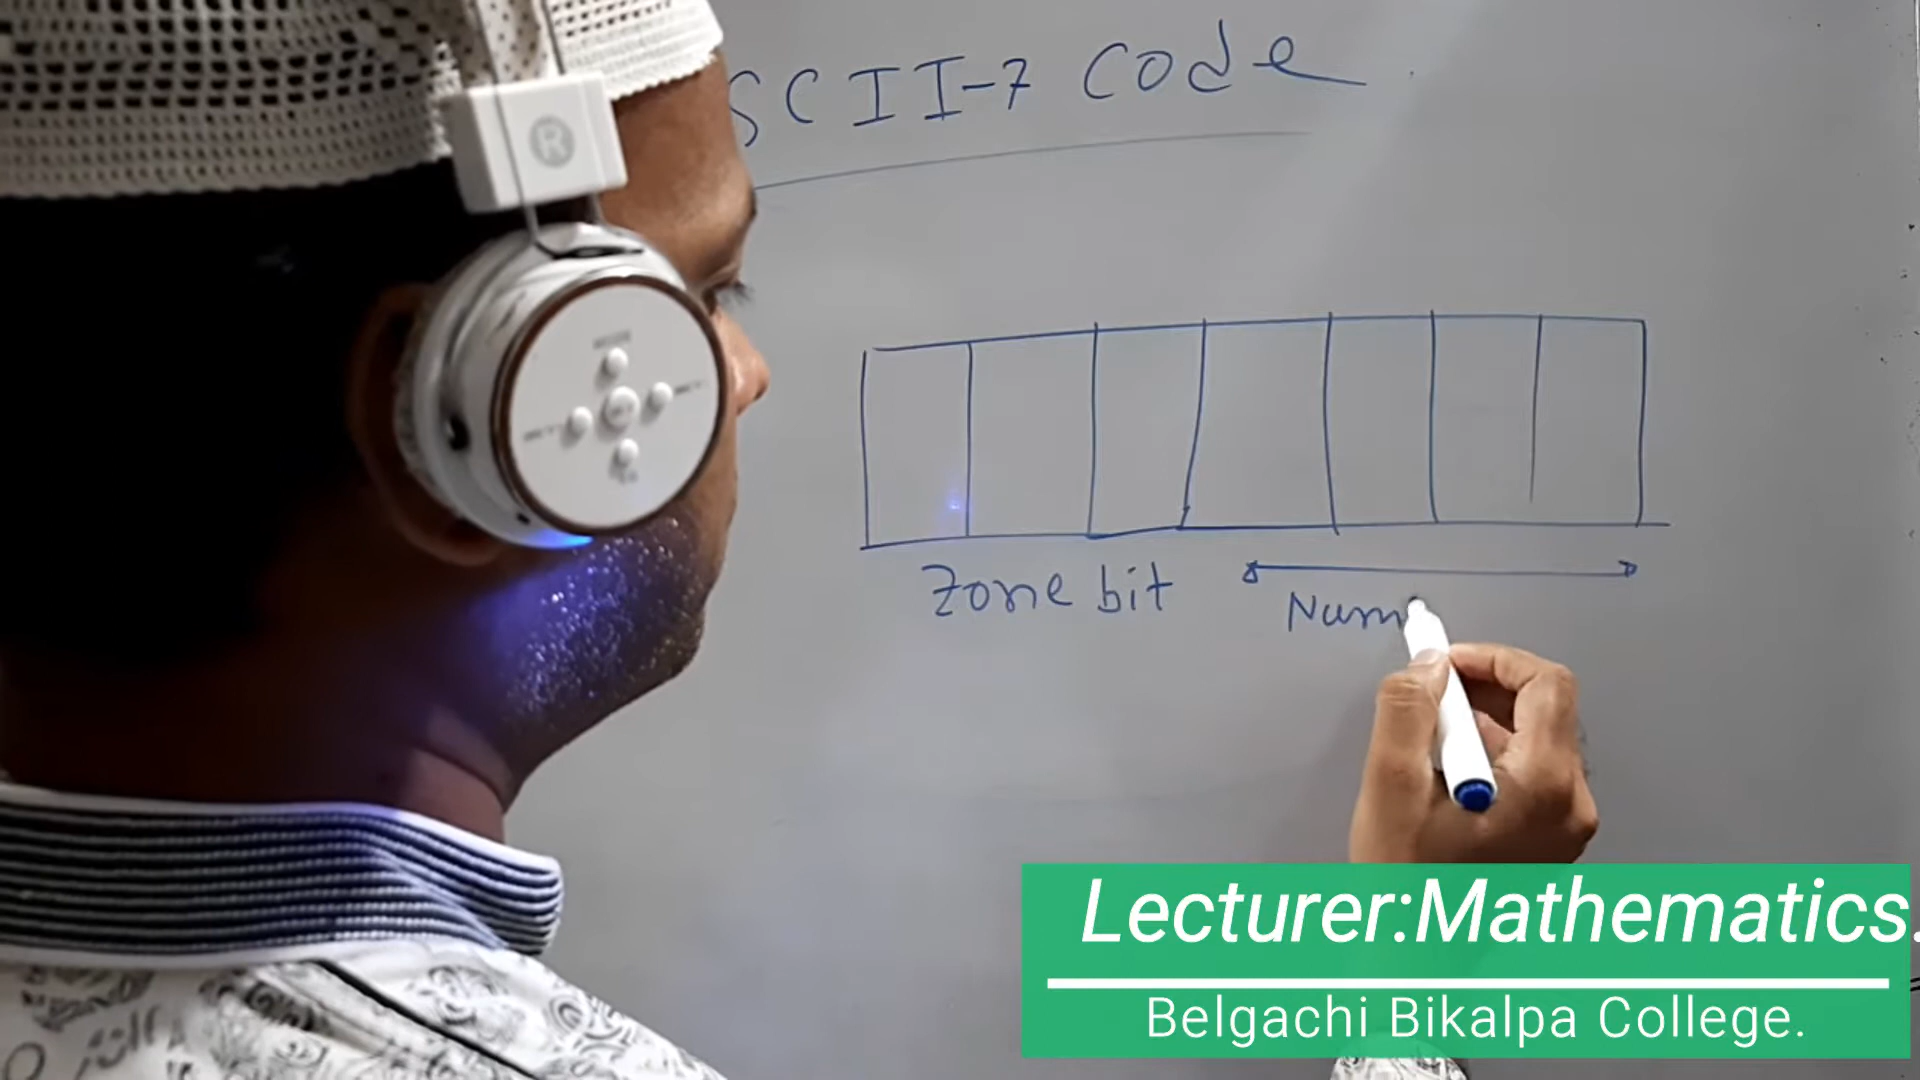 SCII-7 Code
Zone bit
Num
Lecturer:Mathematics.
Belgachi Bikalpa College.